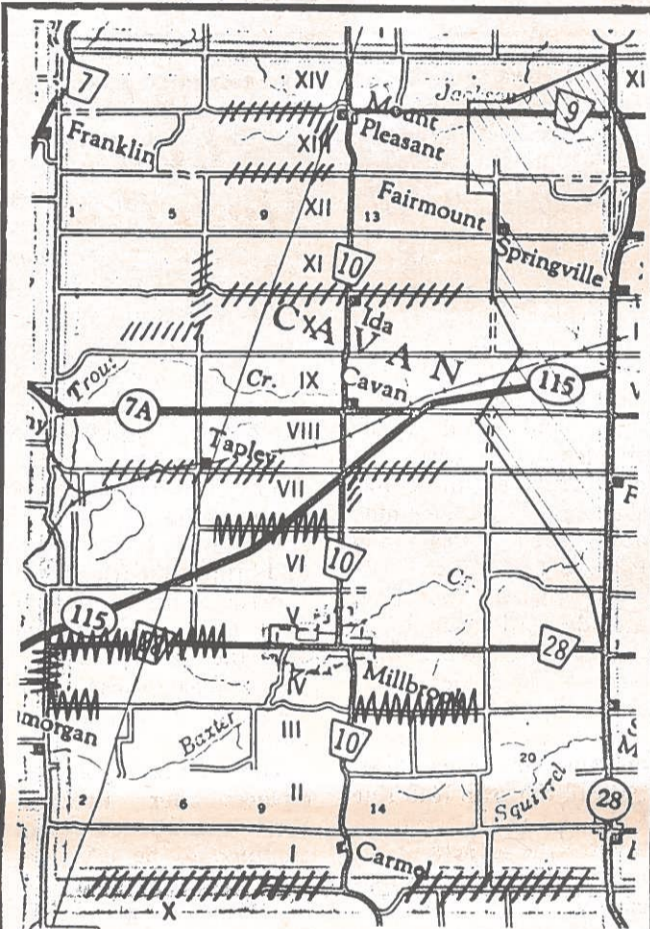 XIV
7
Jackson
XI
9
Mount
Pleasant
Franklin
XIII
1
5
9
XII
13
Fairmount
Springville
XI
10
CAVAN
X
Ida
Trout
Cr.
IX
Cavan
115
7A
VIII
Tapley
VII
10
VI
Cr.
115
V
28
IV
Millbrook
III
Baxter
10
20
Squirrel
2
6
9
II
14
28
I
Carmel
X